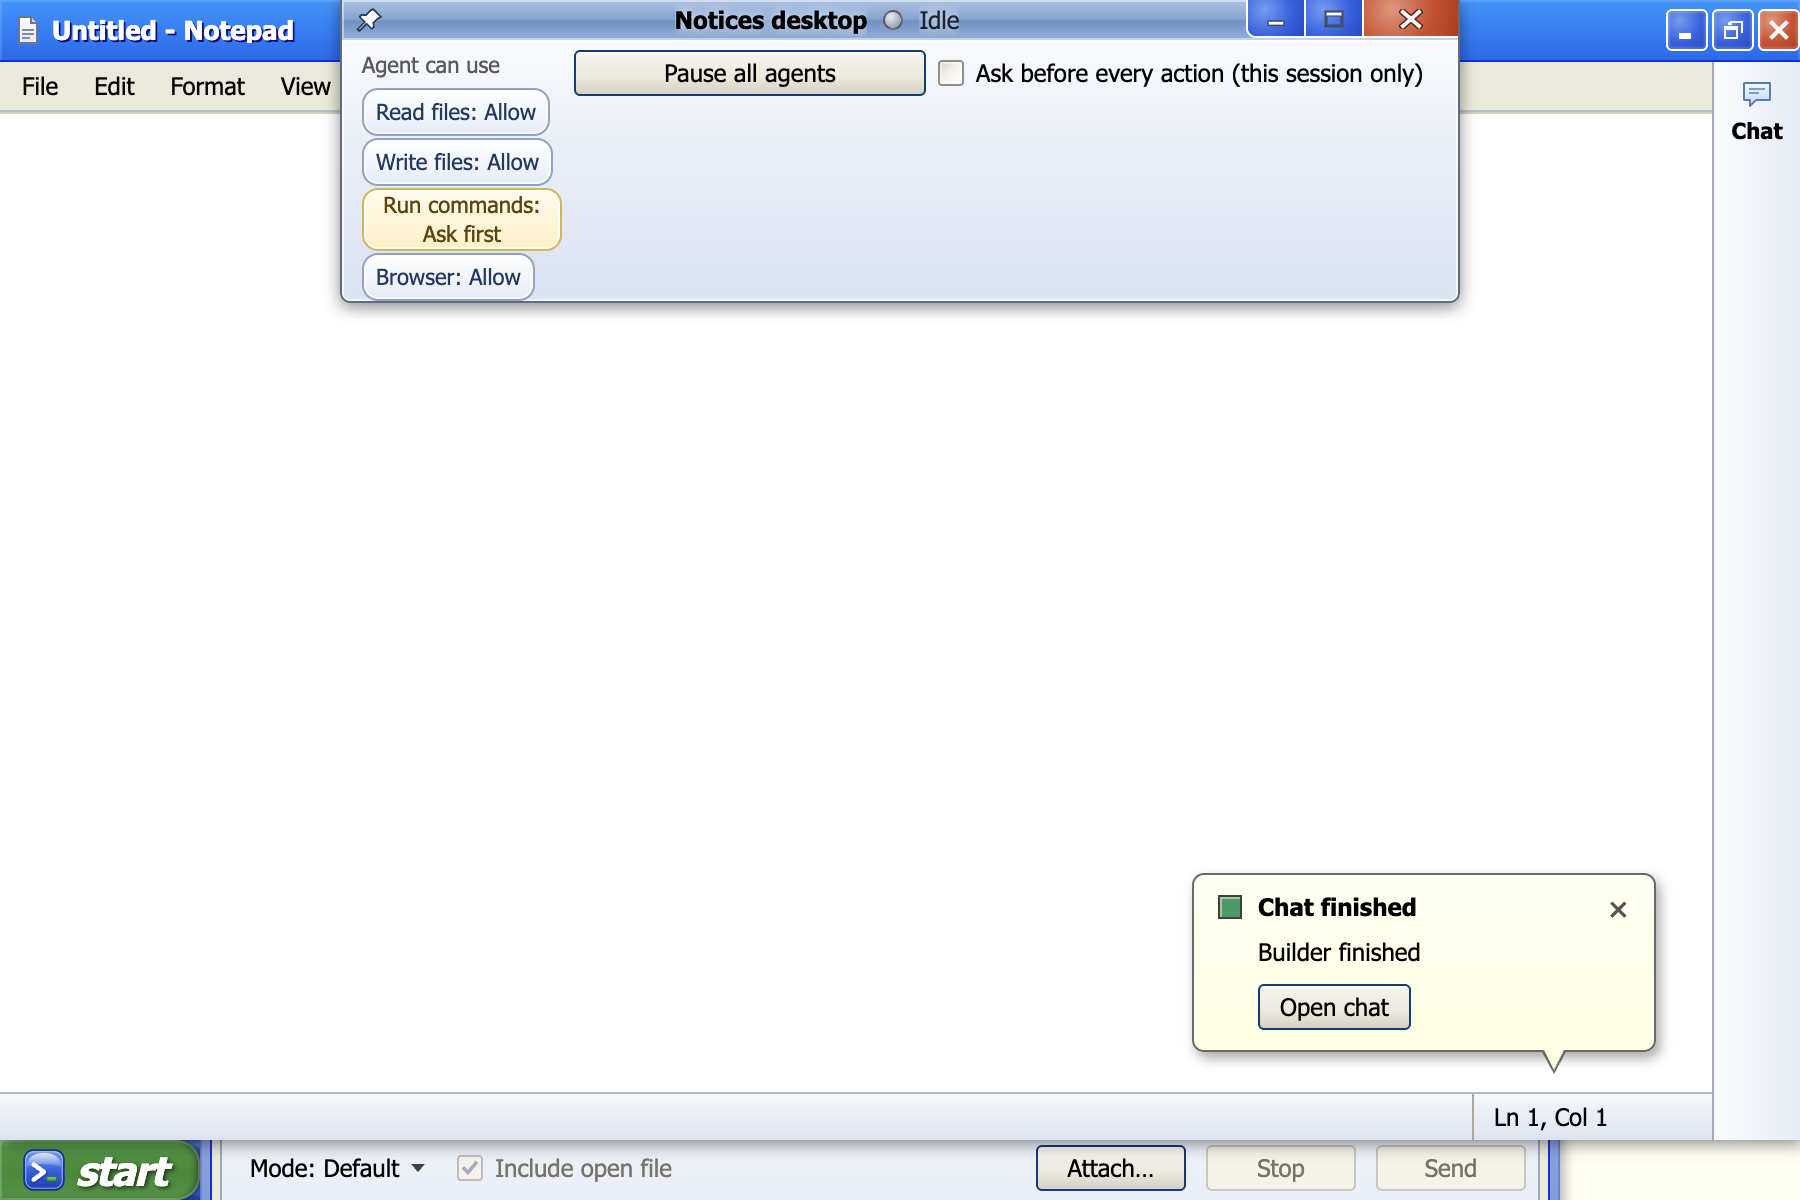 Untitled - Notepad
Notices desktop Idle
File Edit Format View
Agent can use
Read files: Allow
Write files: Allow
Run commands:
Ask first
Browser: Allow
Pause all agents
Ask before every action (this session only)
Chat
Chat finished
Builder finished
Open chat
Ln 1, Col 1
start
Mode: Default
Include open file
Attach...
Stop
Send